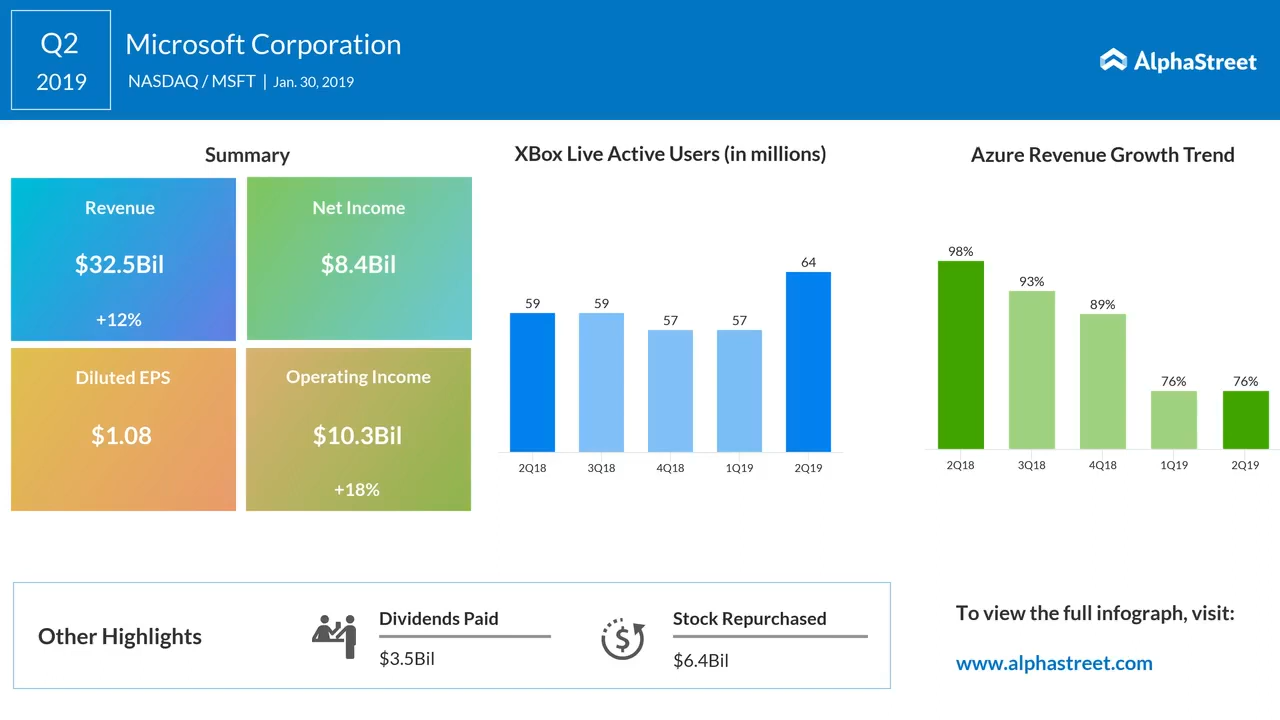 Q2
2019
Microsoft Corporation
NASDAQ / MSFT | Jan. 30, 2019
AlphaStreet
Summary
Revenue
$32.5Bil
+12%
Net Income
$8.4Bil
Diluted EPS
$1.08
Operating Income
$10.3Bil
+18%
XBox Live Active Users (in millions)
59
59
57
57
64
2Q18
3Q18
4Q18
1Q19
2Q19
Azure Revenue Growth Trend
98%
93%
89%
76%
76%
2Q18
3Q18
4Q18
1Q19
2Q19
Other Highlights
Dividends Paid
$3.5Bil
Stock Repurchased
$6.4Bil
To view the full infograph, visit:
www.alphastreet.com